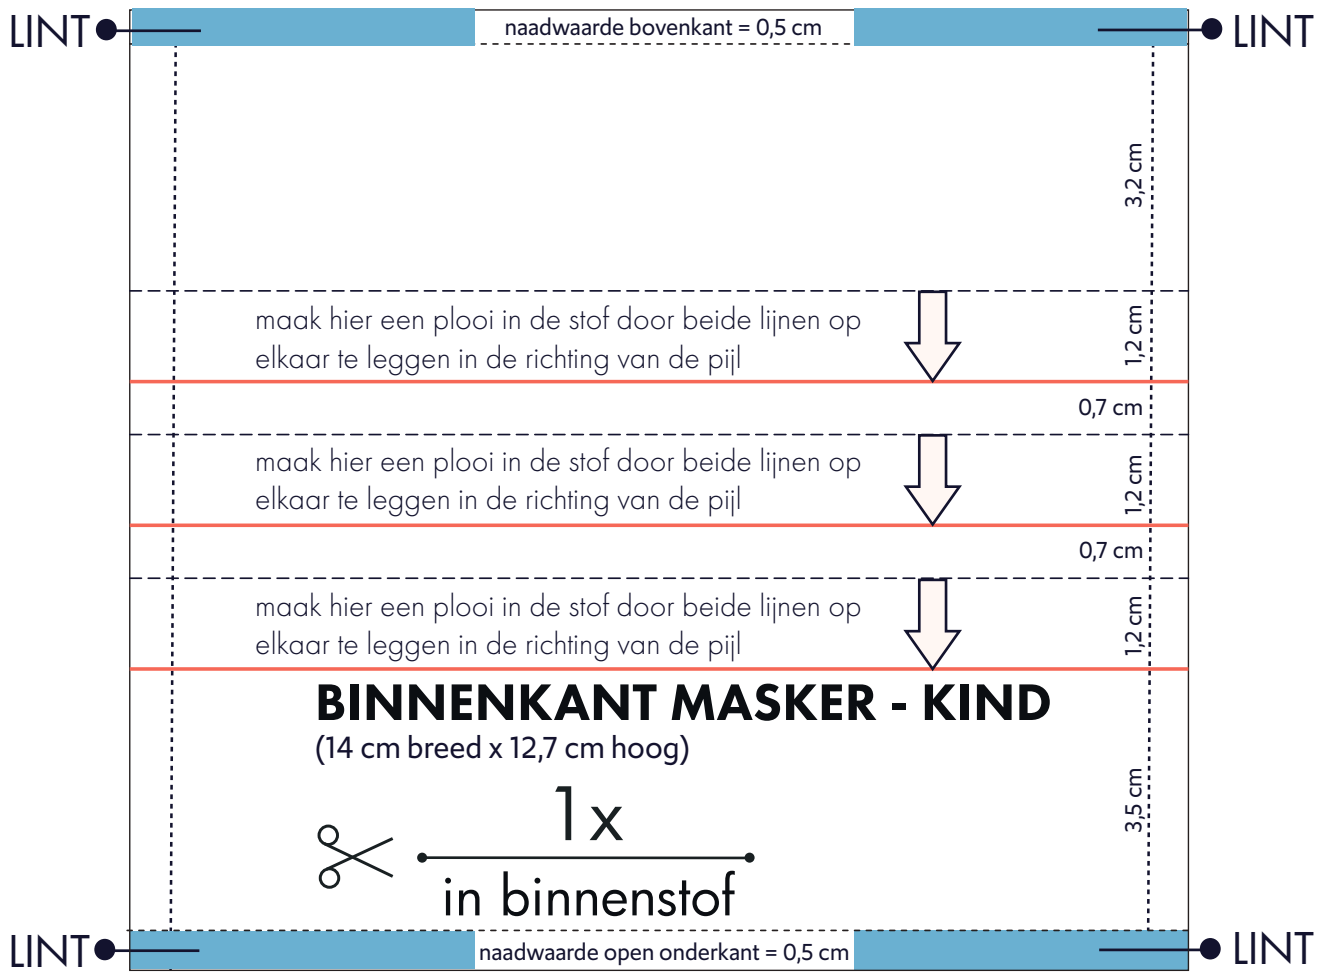 LINT
naadwaarde bovenkant = 0,5 cm
LINT
3,2 cm
maak hier een plooi in de stof door beide lijnen op
elkaar te leggen in de richting van de pijl
1,2 cm
0,7 cm
maak hier een plooi in de stof door beide lijnen op
elkaar te leggen in de richting van de pijl
1,2 cm
0,7 cm
maak hier een plooi in de stof door beide lijnen op
elkaar te leggen in de richting van de pijl
1,2 cm
BINNENKANT MASKER - KIND
(14 cm breed x 12,7 cm hoog)
3,5 cm
1x
in binnenstof
LINT
naadwaarde open onderkant = 0,5 cm
LINT